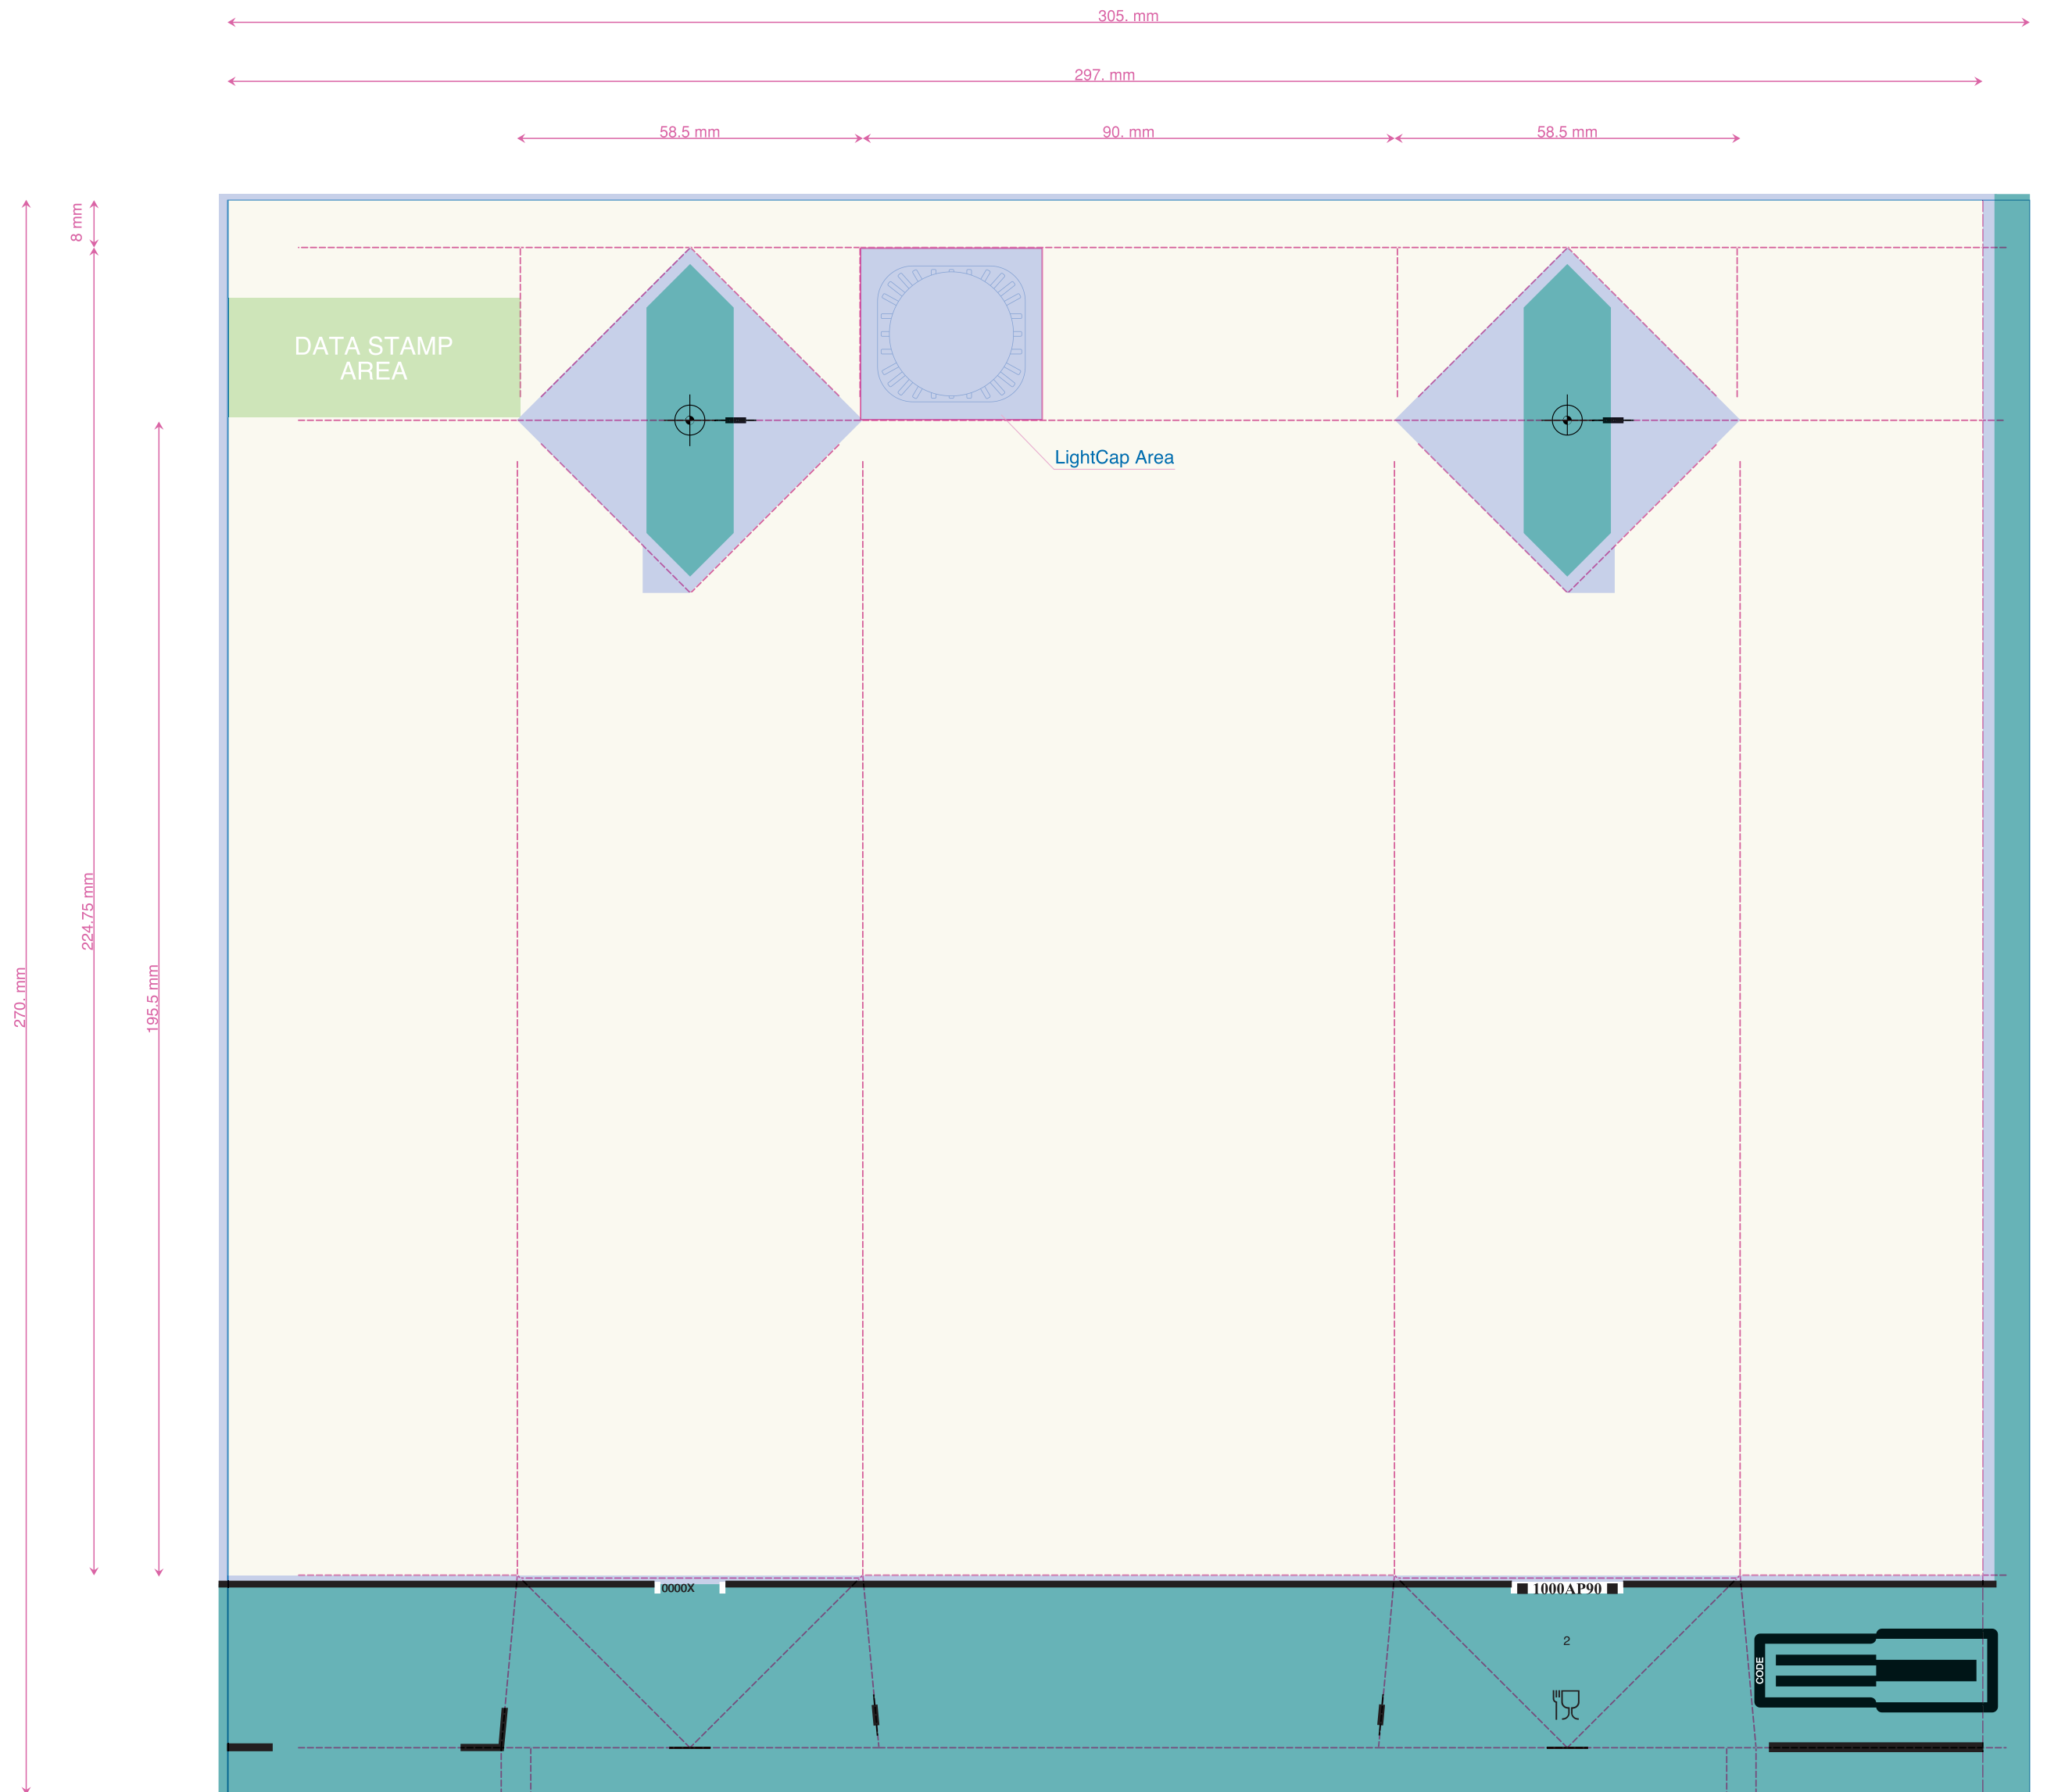 305. mm
297. mm
58.5 mm
90. mm
58.5 mm
8 mm
DATA STAMP
AREA
LightCap Area
224.75 mm
270. mm
195.5 mm
0000X
1000AP90
2
CODE